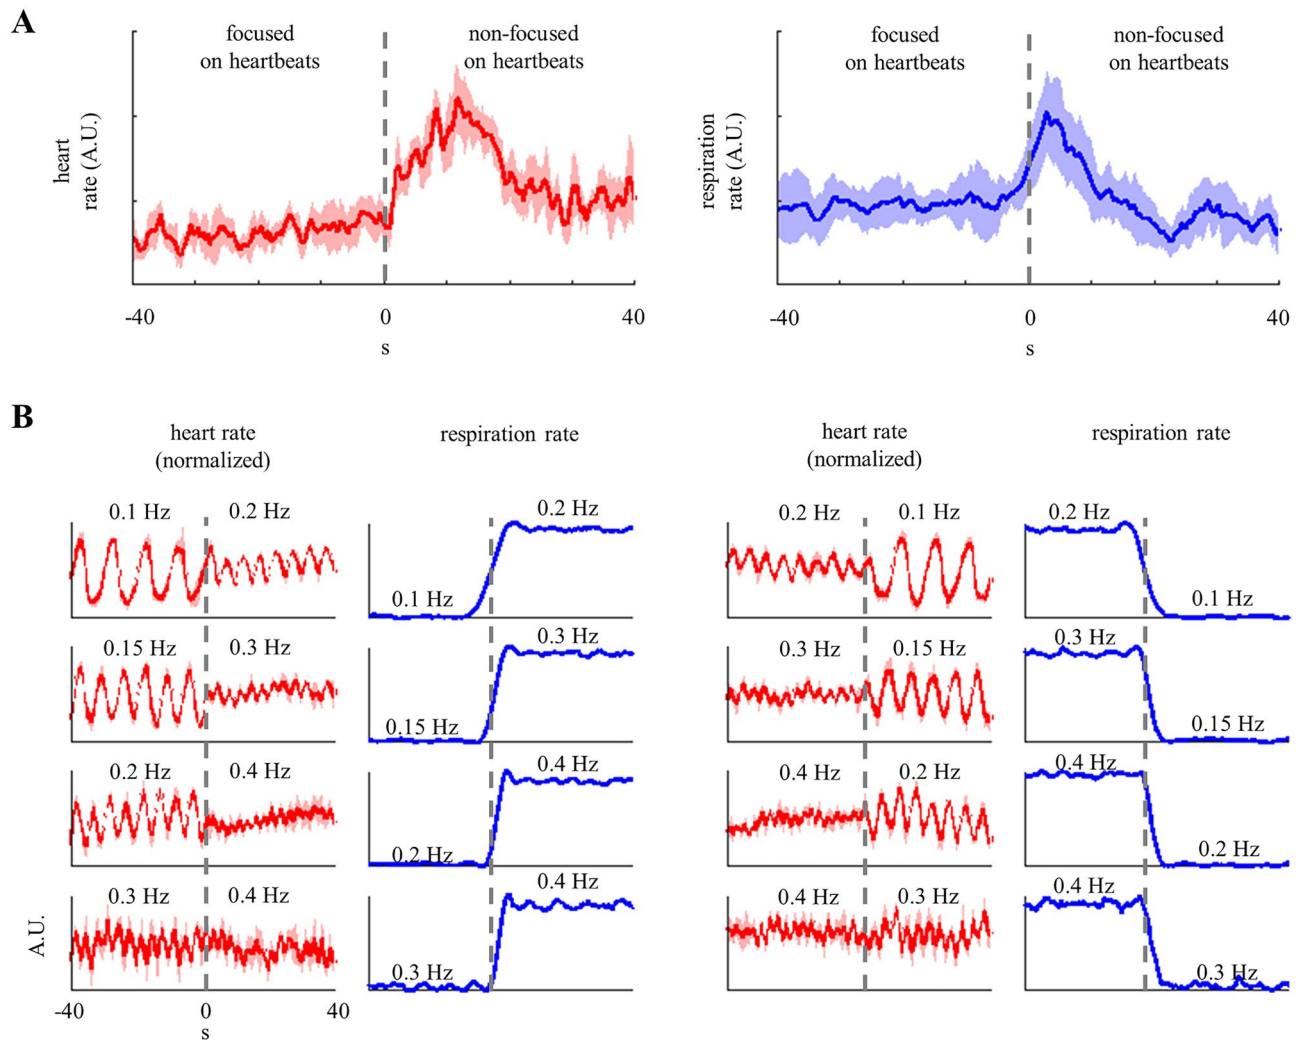 A
focused
on heartbeats
non-focused
on heartbeats
heart
rate (A.U.)
-40
0
40
s
focused
on heartbeats
non-focused
on heartbeats
respiration
rate (A.U.)
-40
0
40
s
B
heart rate
(normalized)
respiration rate
heart rate
(normalized)
respiration rate
0.1 Hz
0.2 Hz
0.1 Hz
0.2 Hz
0.2 Hz
0.1 Hz
0.2 Hz
0.1 Hz
0.15 Hz
0.3 Hz
0.15 Hz
0.3 Hz
0.3 Hz
0.15 Hz
0.3 Hz
0.15 Hz
0.2 Hz
0.4 Hz
0.2 Hz
0.4 Hz
0.4 Hz
0.2 Hz
0.4 Hz
0.2 Hz
0.3 Hz
0.4 Hz
0.3 Hz
0.4 Hz
0.4 Hz
0.3 Hz
0.4 Hz
0.3 Hz
A.U.
-40
0
40
s